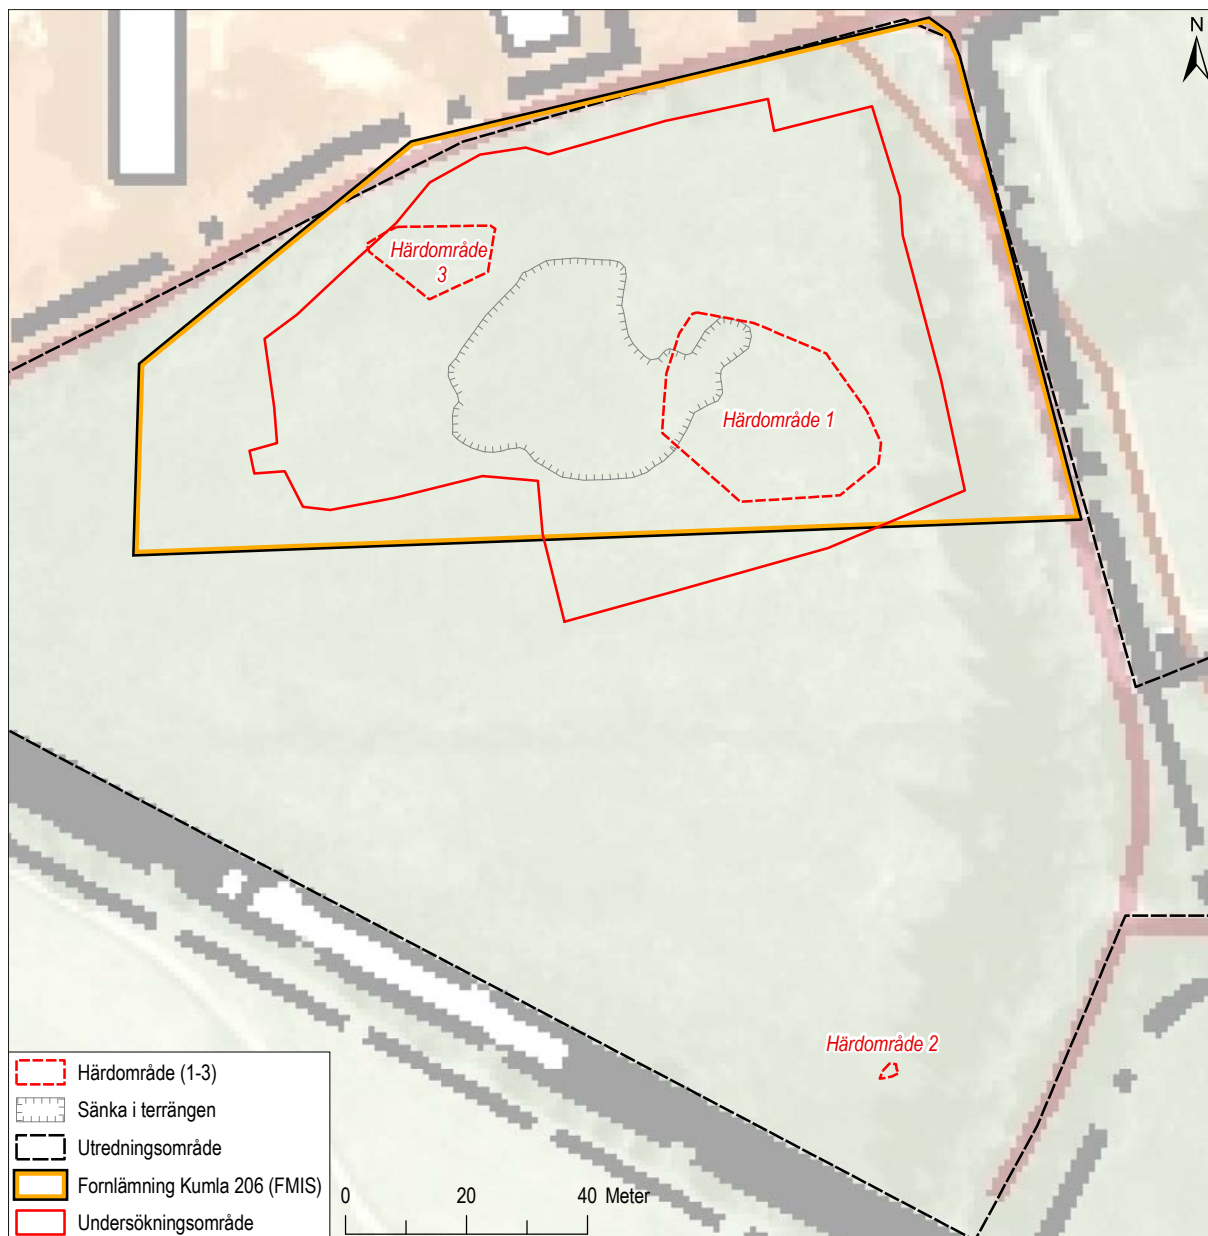 N
Härdområde
3
Härdområde 1
Härdområde 2
Härdområde (1-3)
Sänka i terrängen
Utredningsområde
Fornlämning Kumla 206 (FMIS)
Undersökningsområde
0 20 40 Meter